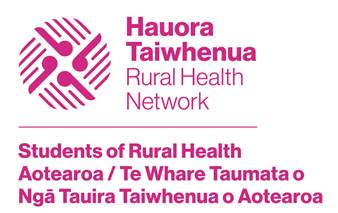 Hauora
Taiwhenua
Rural Health
Network
Students of Rural Health
Aotearoa / Te Whare Taumata o
Ngā Tauira Taiwhenua o Aotearoa